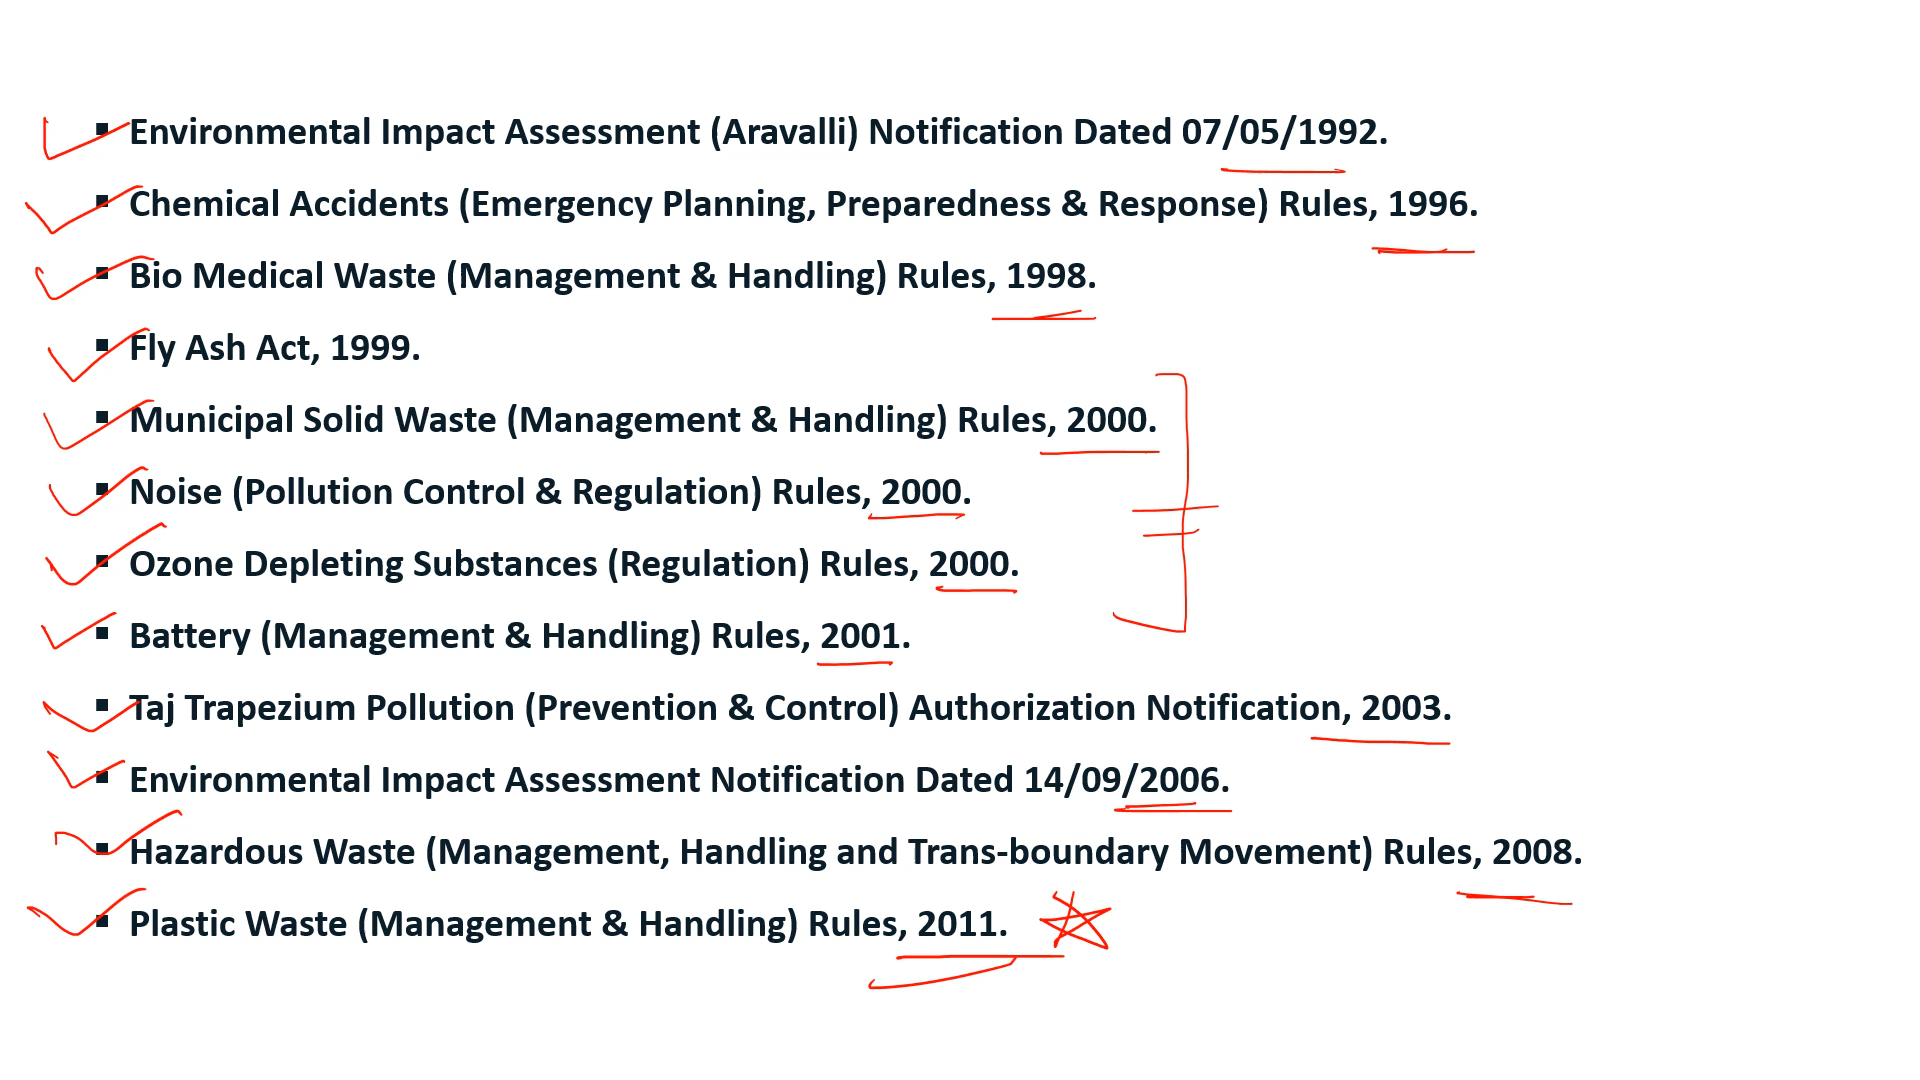 ▪ Environmental Impact Assessment (Aravalli) Notification Dated 07/05/1992.
▪ Chemical Accidents (Emergency Planning, Preparedness & Response) Rules, 1996.
▪ Bio Medical Waste (Management & Handling) Rules, 1998.
▪ Fly Ash Act, 1999.
▪ Municipal Solid Waste (Management & Handling) Rules, 2000.
▪ Noise (Pollution Control & Regulation) Rules, 2000.
▪ Ozone Depleting Substances (Regulation) Rules, 2000.
▪ Battery (Management & Handling) Rules, 2001.
▪ Taj Trapezium Pollution (Prevention & Control) Authorization Notification, 2003.
▪ Environmental Impact Assessment Notification Dated 14/09/2006.
▪ Hazardous Waste (Management, Handling and Trans-boundary Movement) Rules, 2008.
▪ Plastic Waste (Management & Handling) Rules, 2011.